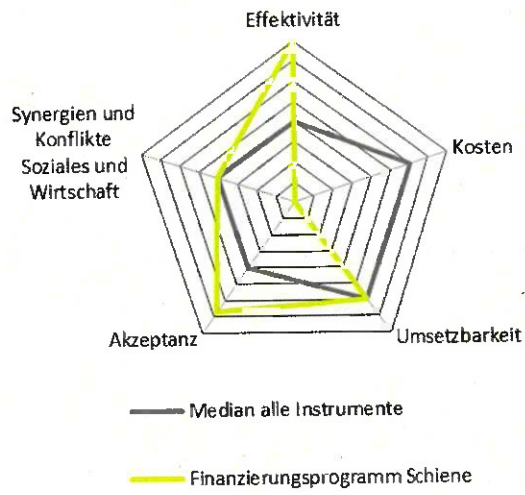 Effektivität
Synergien und
Konflikte
Soziales und
Wirtschaft
Kosten
Akzeptanz
Umsetzbarkeit
Median alle Instrumente
Finanzierungsprogramm Schiene